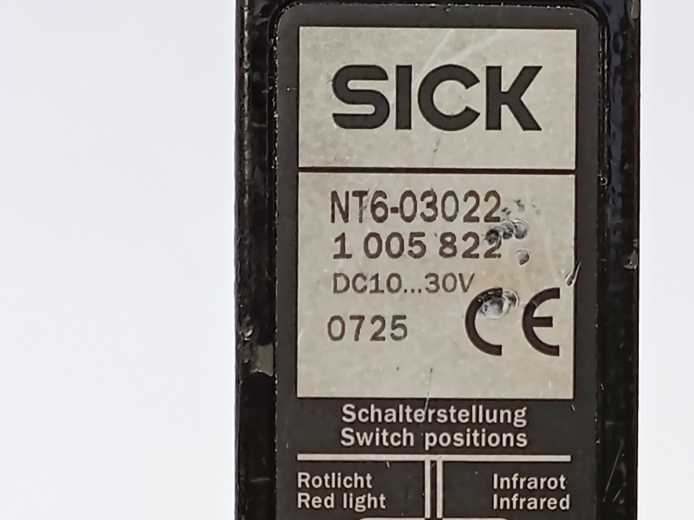 SICK
NT6-03022
1 005 822
DC10...30V
0725 CE
Schalterstellung
Switch positions
Rotlicht Infrarot
Red light Infrared